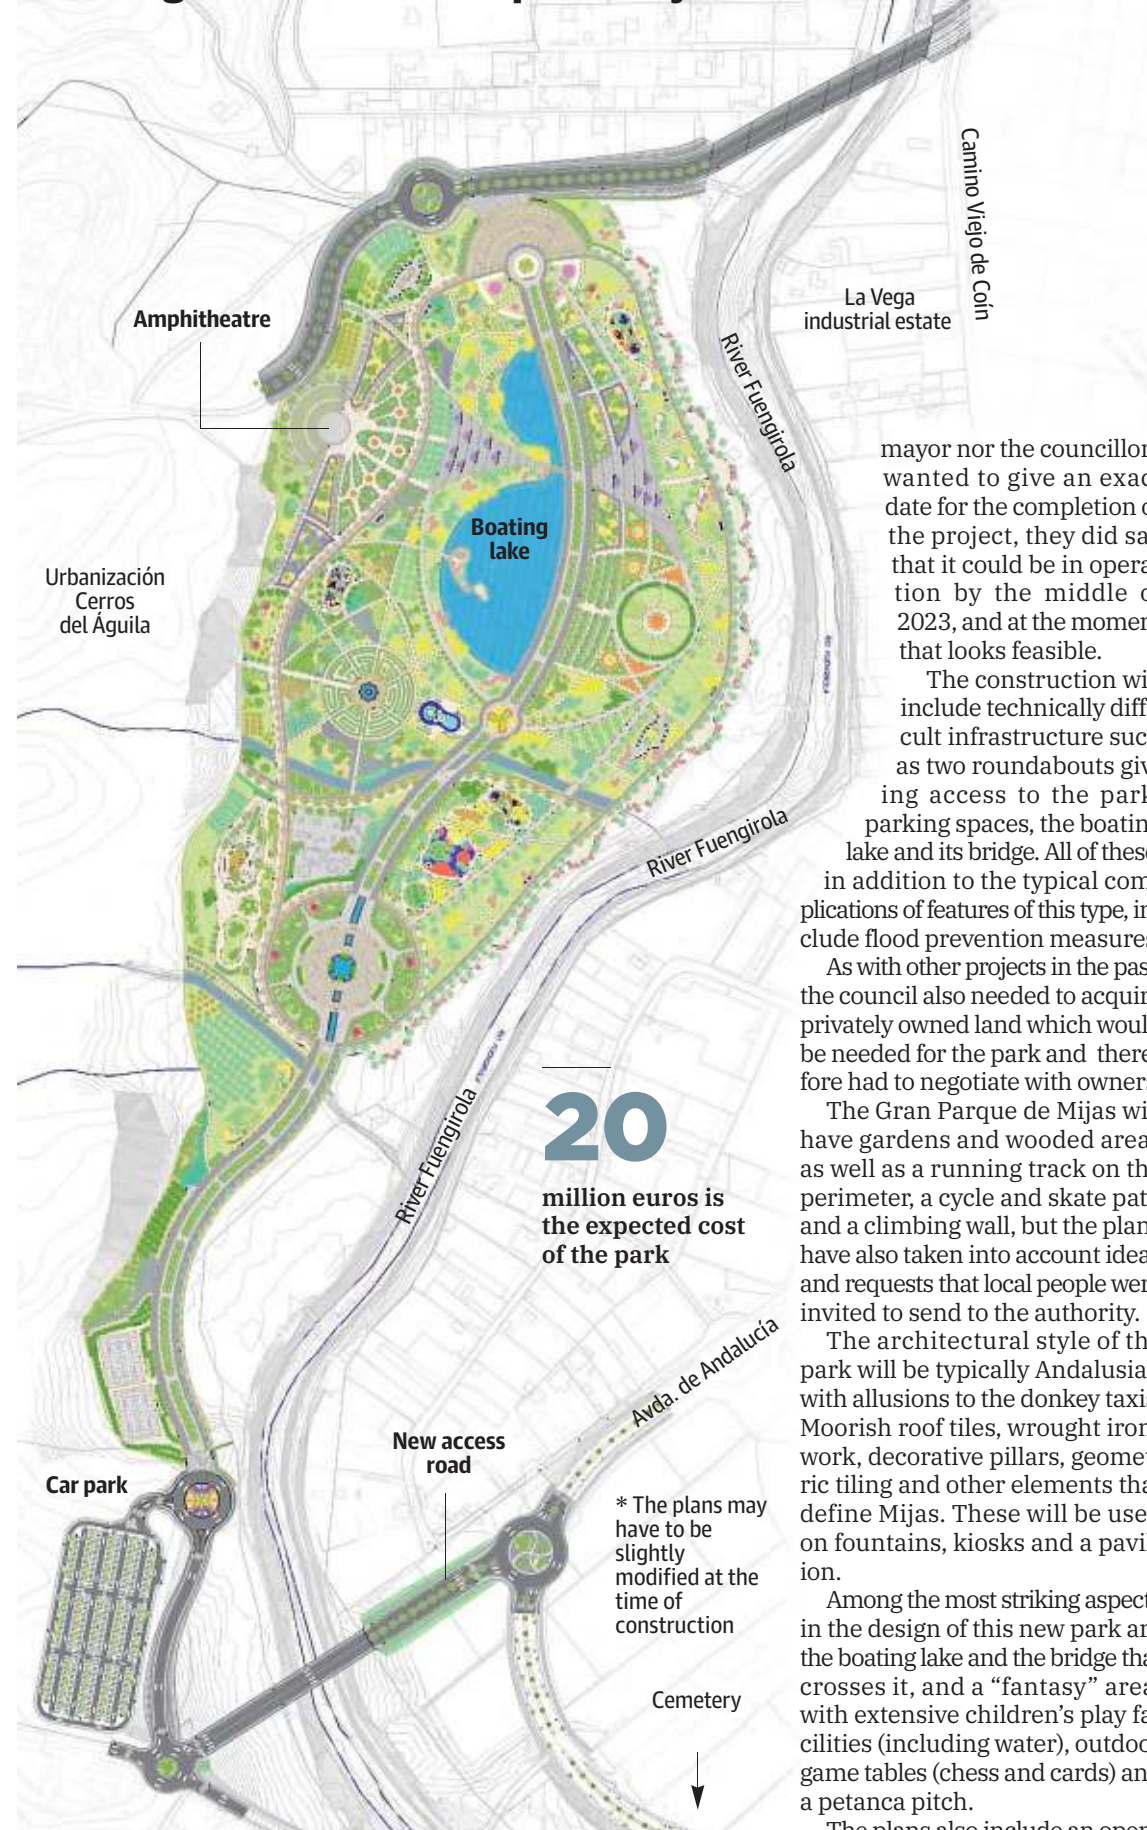 Camino Viejo de Coín
La Vega
industrial estate
Amphitheatre
River Fuengirola
Boating
lake
Urbanización
Cerros
del Águila
River Fuengirola
River Fuengirola
20
million euros is
the expected cost
of the park
Avda. de Andalucía
New access
road
Car park
* The plans may
have to be
slightly
modified at the
time of
construction
Cemetery
mayor nor the councillor
wanted to give an exac
date for the completion o
the project, they did sa
that it could be in opera
tion by the middle o
2023, and at the momen
that looks feasible.
The construction wi
include technically diff
cult infrastructure suc
as two roundabouts giv
ing access to the park
parking spaces, the boatin
lake and its bridge. All of these
in addition to the typical com
plications of features of this type, in
clude flood prevention measures
As with other projects in the pas
the council also needed to acquir
privately owned land which woul
be needed for the park and there
fore had to negotiate with owner
The Gran Parque de Mijas wi
have gardens and wooded area
as well as a running track on th
perimeter, a cycle and skate pat
and a climbing wall, but the plan
have also taken into account idea
and requests that local people wer
invited to send to the authority.
The architectural style of th
park will be typically Andalusia
with allusions to the donkey taxis
Moorish roof tiles, wrought iron
work, decorative pillars, geomet
ric tiling and other elements tha
define Mijas. These will be use
on fountains, kiosks and a pavil
ion.
Among the most striking aspect
in the design of this new park ar
the boating lake and the bridge tha
crosses it, and a “fantasy” area
with extensive children’s play fa
cilities (including water), outdoo
game tables (chess and cards) an
a petanca pitch.
The plans also include an open